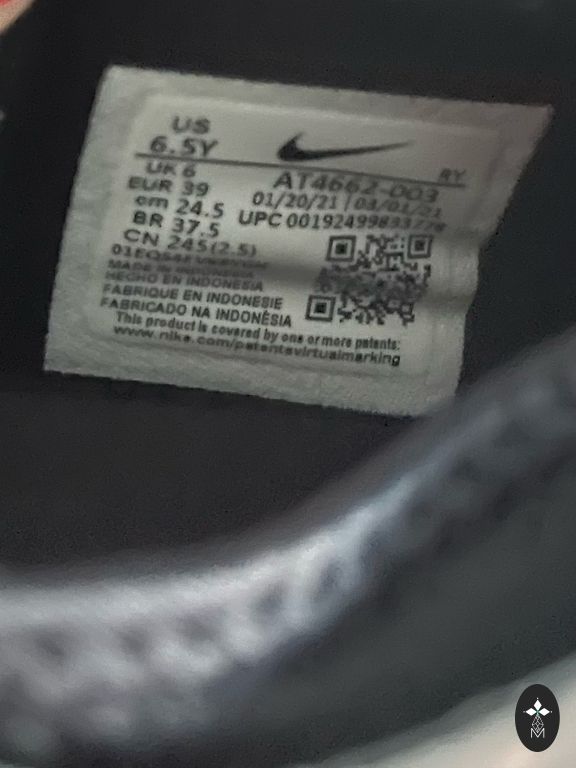 US
6.5Y
RY
UK 6
EUR 39
cm 24.5
BR 37.5
CN 245(2.5)
AT4662-003
01/20/21
UPC
MADE IN INDONESIA
HECHO EN INDONESIA
FABRIQUE EN INDONESIE
FABRICADO NA INDONÉSIA
This product is covered by one or more patents:
www.nike.com/patentsvirtualmarking
M